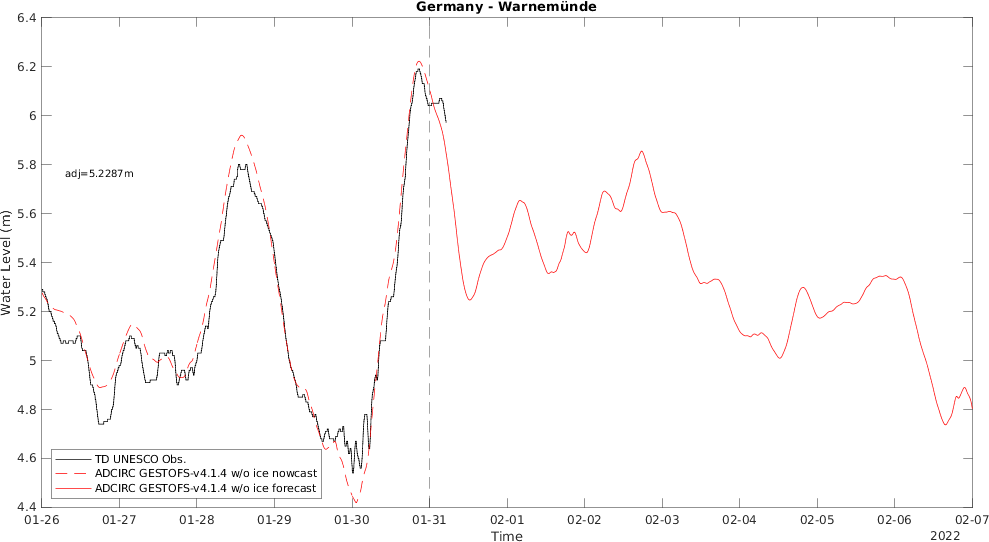 Germany - Warnemünde
6.4
6.2
6
5.8
5.6
5.4
5.2
5
4.8
4.6
4.4
Water Level (m)
adj=5.2287m
TD UNESCO Obs.
ADCIRC GESTOFS-v4.1.4 w/o ice nowcast
ADCIRC GESTOFS-v4.1.4 w/o ice forecast
01-26 01-27 01-28 01-29 01-30 01-31 02-01 02-02 02-03 02-04 02-05 02-06 02-07
Time
2022